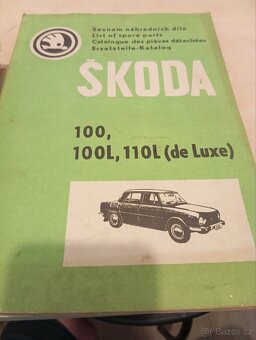 Seznam náhradních dílů
List of spare parts
Catalogue des pièces détachées
Ersatzteile-Katalog
ŠKODA
100,
100L, 110L (de Luxe)
Bazos.cz